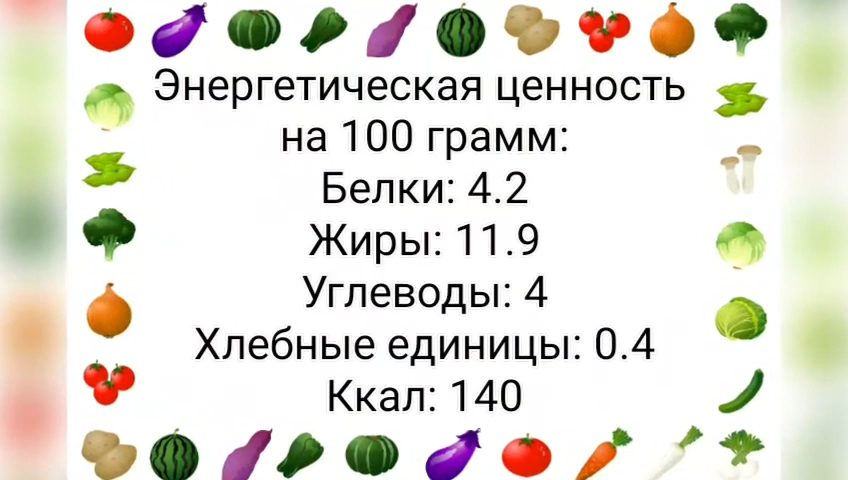 Энергетическая ценность
на 100 грамм:
Белки: 4.2
Жиры: 11.9
Углеводы: 4
Хлебные единицы: 0.4
Ккал: 140